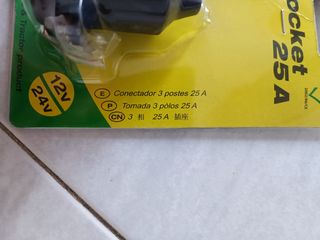 ocket
25A
& Tractor product
12V
24V
E Conectador 3 postes 25 A
P Tomada 3 pólos 25 A
CN 3 相 25 A 插座